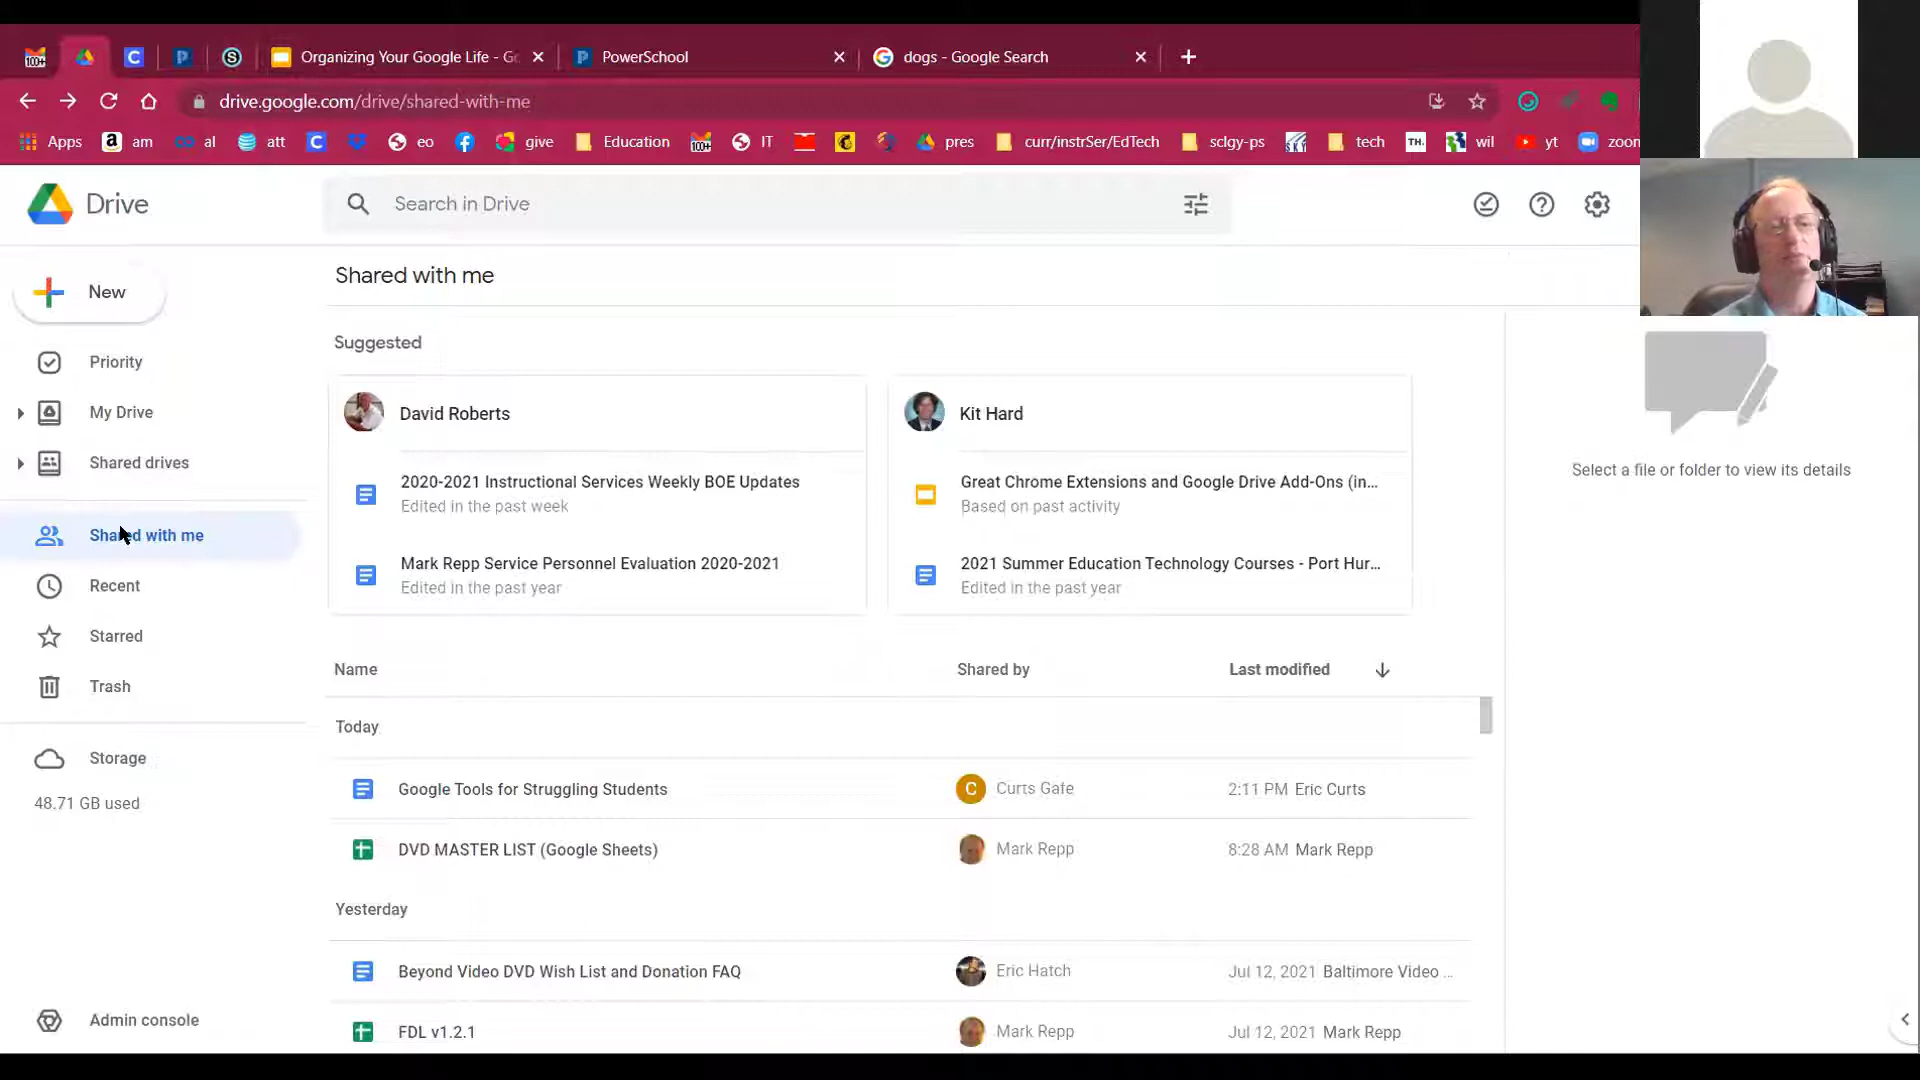 100+
Organizing Your Google Life - Go
PowerSchool
dogs - Google Search
drive.google.com/drive/shared-with-me
Apps
am
al
att
eo
give
Education
100+
IT
pres
curr/instrSer/EdTech
sclgy-ps
SKY
tech
TH.
wil
yt
zoon
Drive
Search in Drive
New
Priority
My Drive
Shared drives
Shared with me
Recent
Starred
Trash
Storage
48.71 GB used
Admin console
Shared with me
Suggested
David Roberts
2020-2021 Instructional Services Weekly BOE Updates
Edited in the past week
Mark Repp Service Personnel Evaluation 2020-2021
Edited in the past year
Kit Hard
Great Chrome Extensions and Google Drive Add-Ons (in...
Based on past activity
2021 Summer Education Technology Courses - Port Hur...
Edited in the past year
Name Shared by Last modified
Today
Google Tools for Struggling Students C Curts Gafe 2:11 PM Eric Curts
DVD MASTER LIST (Google Sheets) Mark Repp 8:28 AM Mark Repp
Yesterday
Beyond Video DVD Wish List and Donation FAQ Eric Hatch Jul 12, 2021 Baltimore Video ...
FDL v1.2.1 Mark Repp Jul 12, 2021 Mark Repp
Select a file or folder to view its details